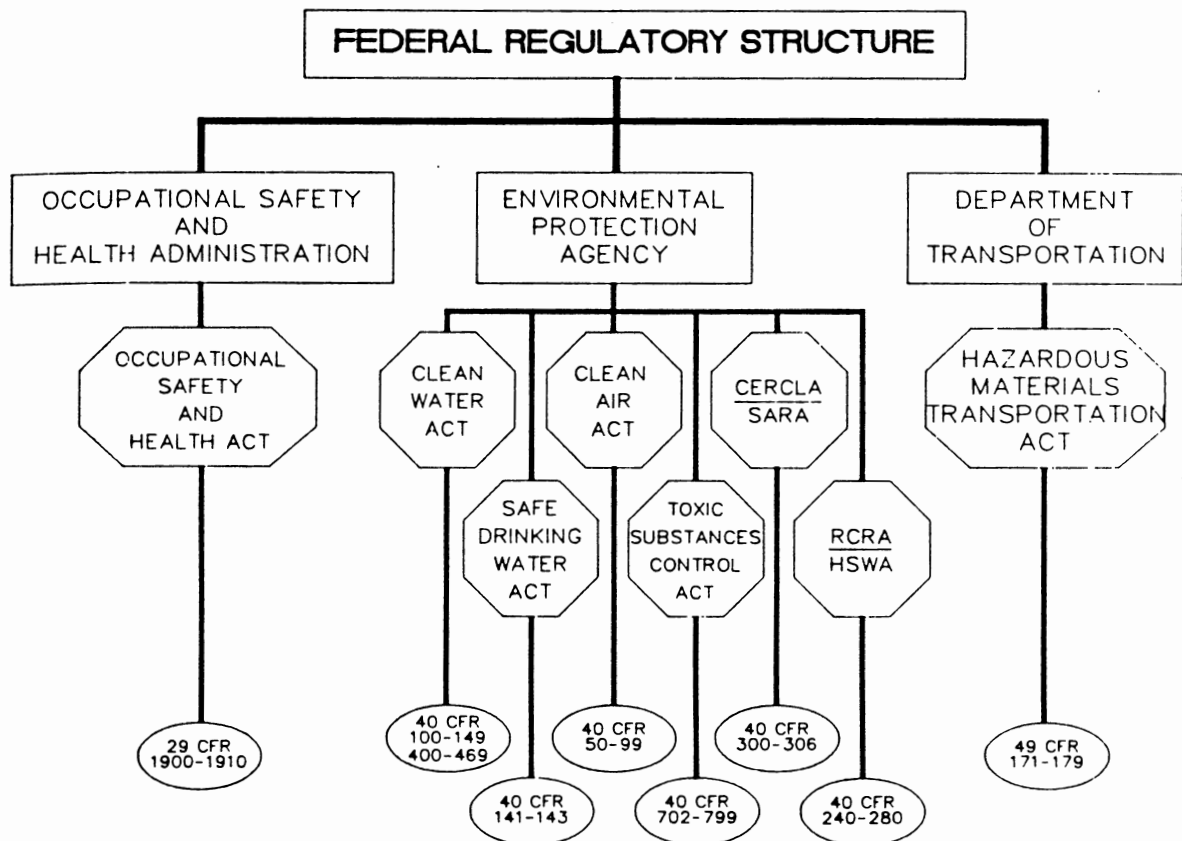 FEDERAL REGULATORY STRUCTURE
OCCUPATIONAL SAFETY
AND
HEALTH ADMINISTRATION
ENVIRONMENTAL
PROTECTION
AGENCY
DEPARTMENT
OF
TRANSPORTATION
OCCUPATIONAL
SAFETY
AND
HEALTH ACT
CLEAN
WATER
ACT
CLEAN
AIR
ACT
CERCLA
SARA
HAZARDOUS
MATERIALS
TRANSPORTATION
ACT
SAFE
DRINKING
WATER
ACT
TOXIC
SUBSTANCES
CONTROL
ACT
RCRA
HSWA
29 CFR
1900-1910
40 CFR
100-149
400-469
40 CFR
50-99
40 CFR
300-306
49 CFR
171-179
40 CFR
141-143
40 CFR
702-799
40 CFR
240-280